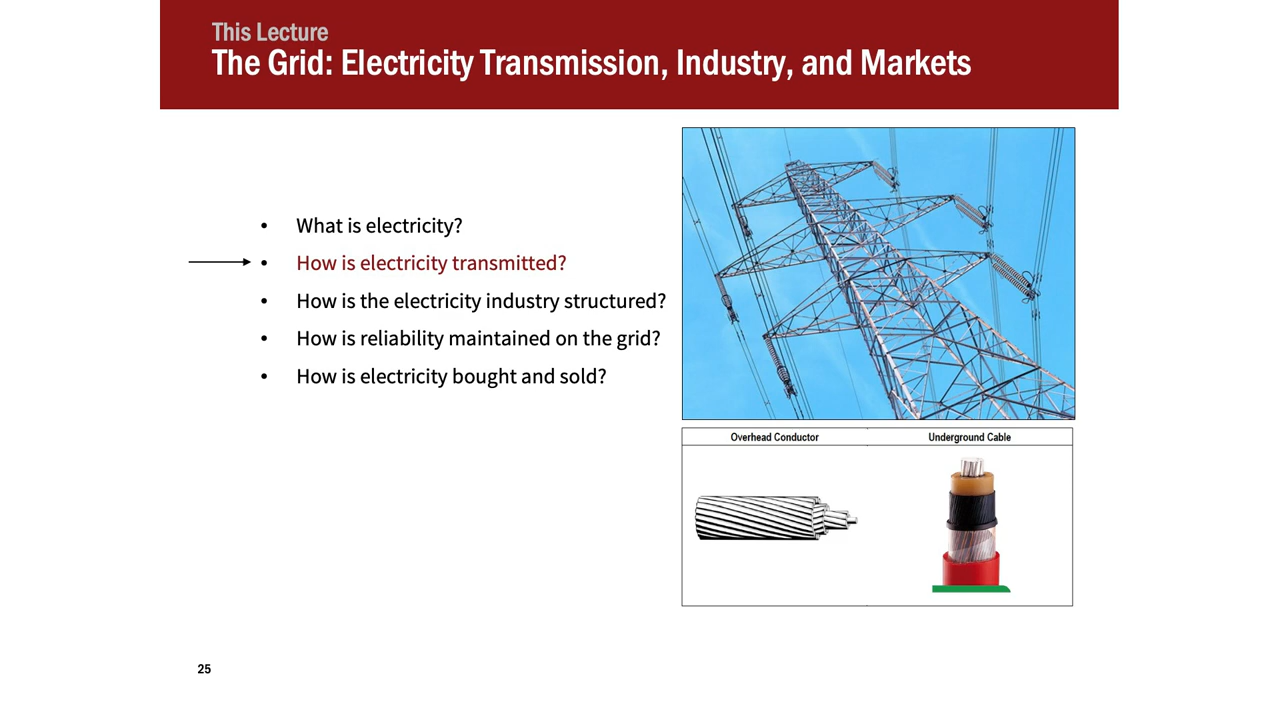 This Lecture
The Grid: Electricity Transmission, Industry, and Markets
• What is electricity?
• How is electricity transmitted?
• How is the electricity industry structured?
• How is reliability maintained on the grid?
• How is electricity bought and sold?
Overhead Conductor
Underground Cable
25